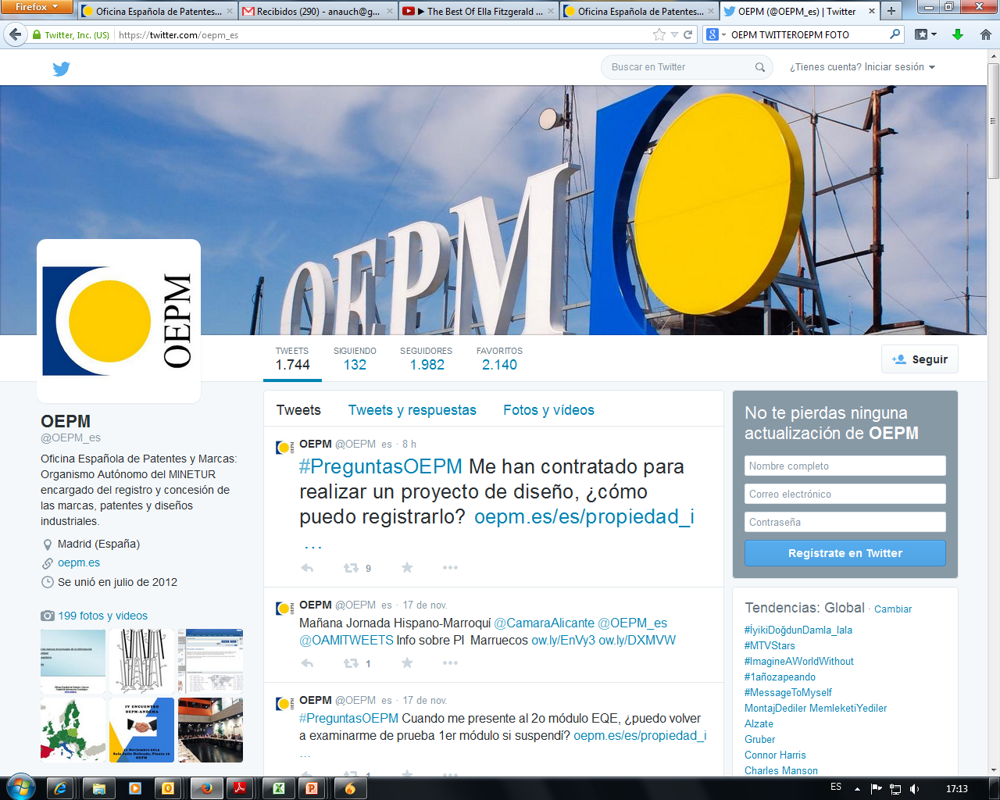 Firefox
Oficina Española de Patentes...
Recibidos (290) - anauch@g...
▶ The Best Of Ella Fitzgerald ...
Oficina Española de Patentes...
OEPM (@OEPM_es) | Twitter
Twitter, Inc. (US)
https://twitter.com/oepm_es
OEPM TWITTEROEPM FOTO
Buscar en Twitter
¿Tienes cuenta? Iniciar sesión
OEPM
OEPM
TWEETS
1.744
SIGUIENDO
132
SEGUIDORES
1.982
FAVORITOS
2.140
Seguir
OEPM
@OEPM_es
Oficina Española de Patentes y Marcas:
Organismo Autónomo del MINETUR
encargado del registro y concesión de
las marcas, patentes y diseños
industriales.
Madrid (España)
oepm.es
Se unió en julio de 2012
199 fotos y videos
IV ENCUENTRO
OEPM-ANDEMA
OEPM
Tweets
Tweets y respuestas
Fotos y vídeos
OEPM @OEPM_es · 8 h
#PreguntasOEPM Me han contratado para
realizar un proyecto de diseño, ¿cómo
puedo registrarlo? oepm.es/es/propiedad_i
…
9
OEPM @OEPM_es · 17 de nov.
Mañana Jornada Hispano-Marroquí @CamaraAlicante @OEPM_es
@OAMITWEETS Info sobre PI Marruecos ow.ly/EnVy3 ow.ly/DXMVW
1
OEPM @OEPM_es · 17 de nov.
#PreguntasOEPM Cuando me presente al 2o módulo EQE, ¿puedo volver
a examinarme de prueba 1er módulo si suspendí? oepm.es/es/propiedad_i
…
No te pierdas ninguna
actualización de OEPM
Nombre completo
Correo electrónico
Contraseña
Regístrate en Twitter
Tendencias: Global · Cambiar
#İyikiDoğdunDamla_lala
#MTVStars
#ImagineAWorldWithout
#1añozapeando
#MessageToMyself
MontajDediler MemleketiYediler
Alzate
Gruber
Connor Harris
Charles Manson
ES
17:13